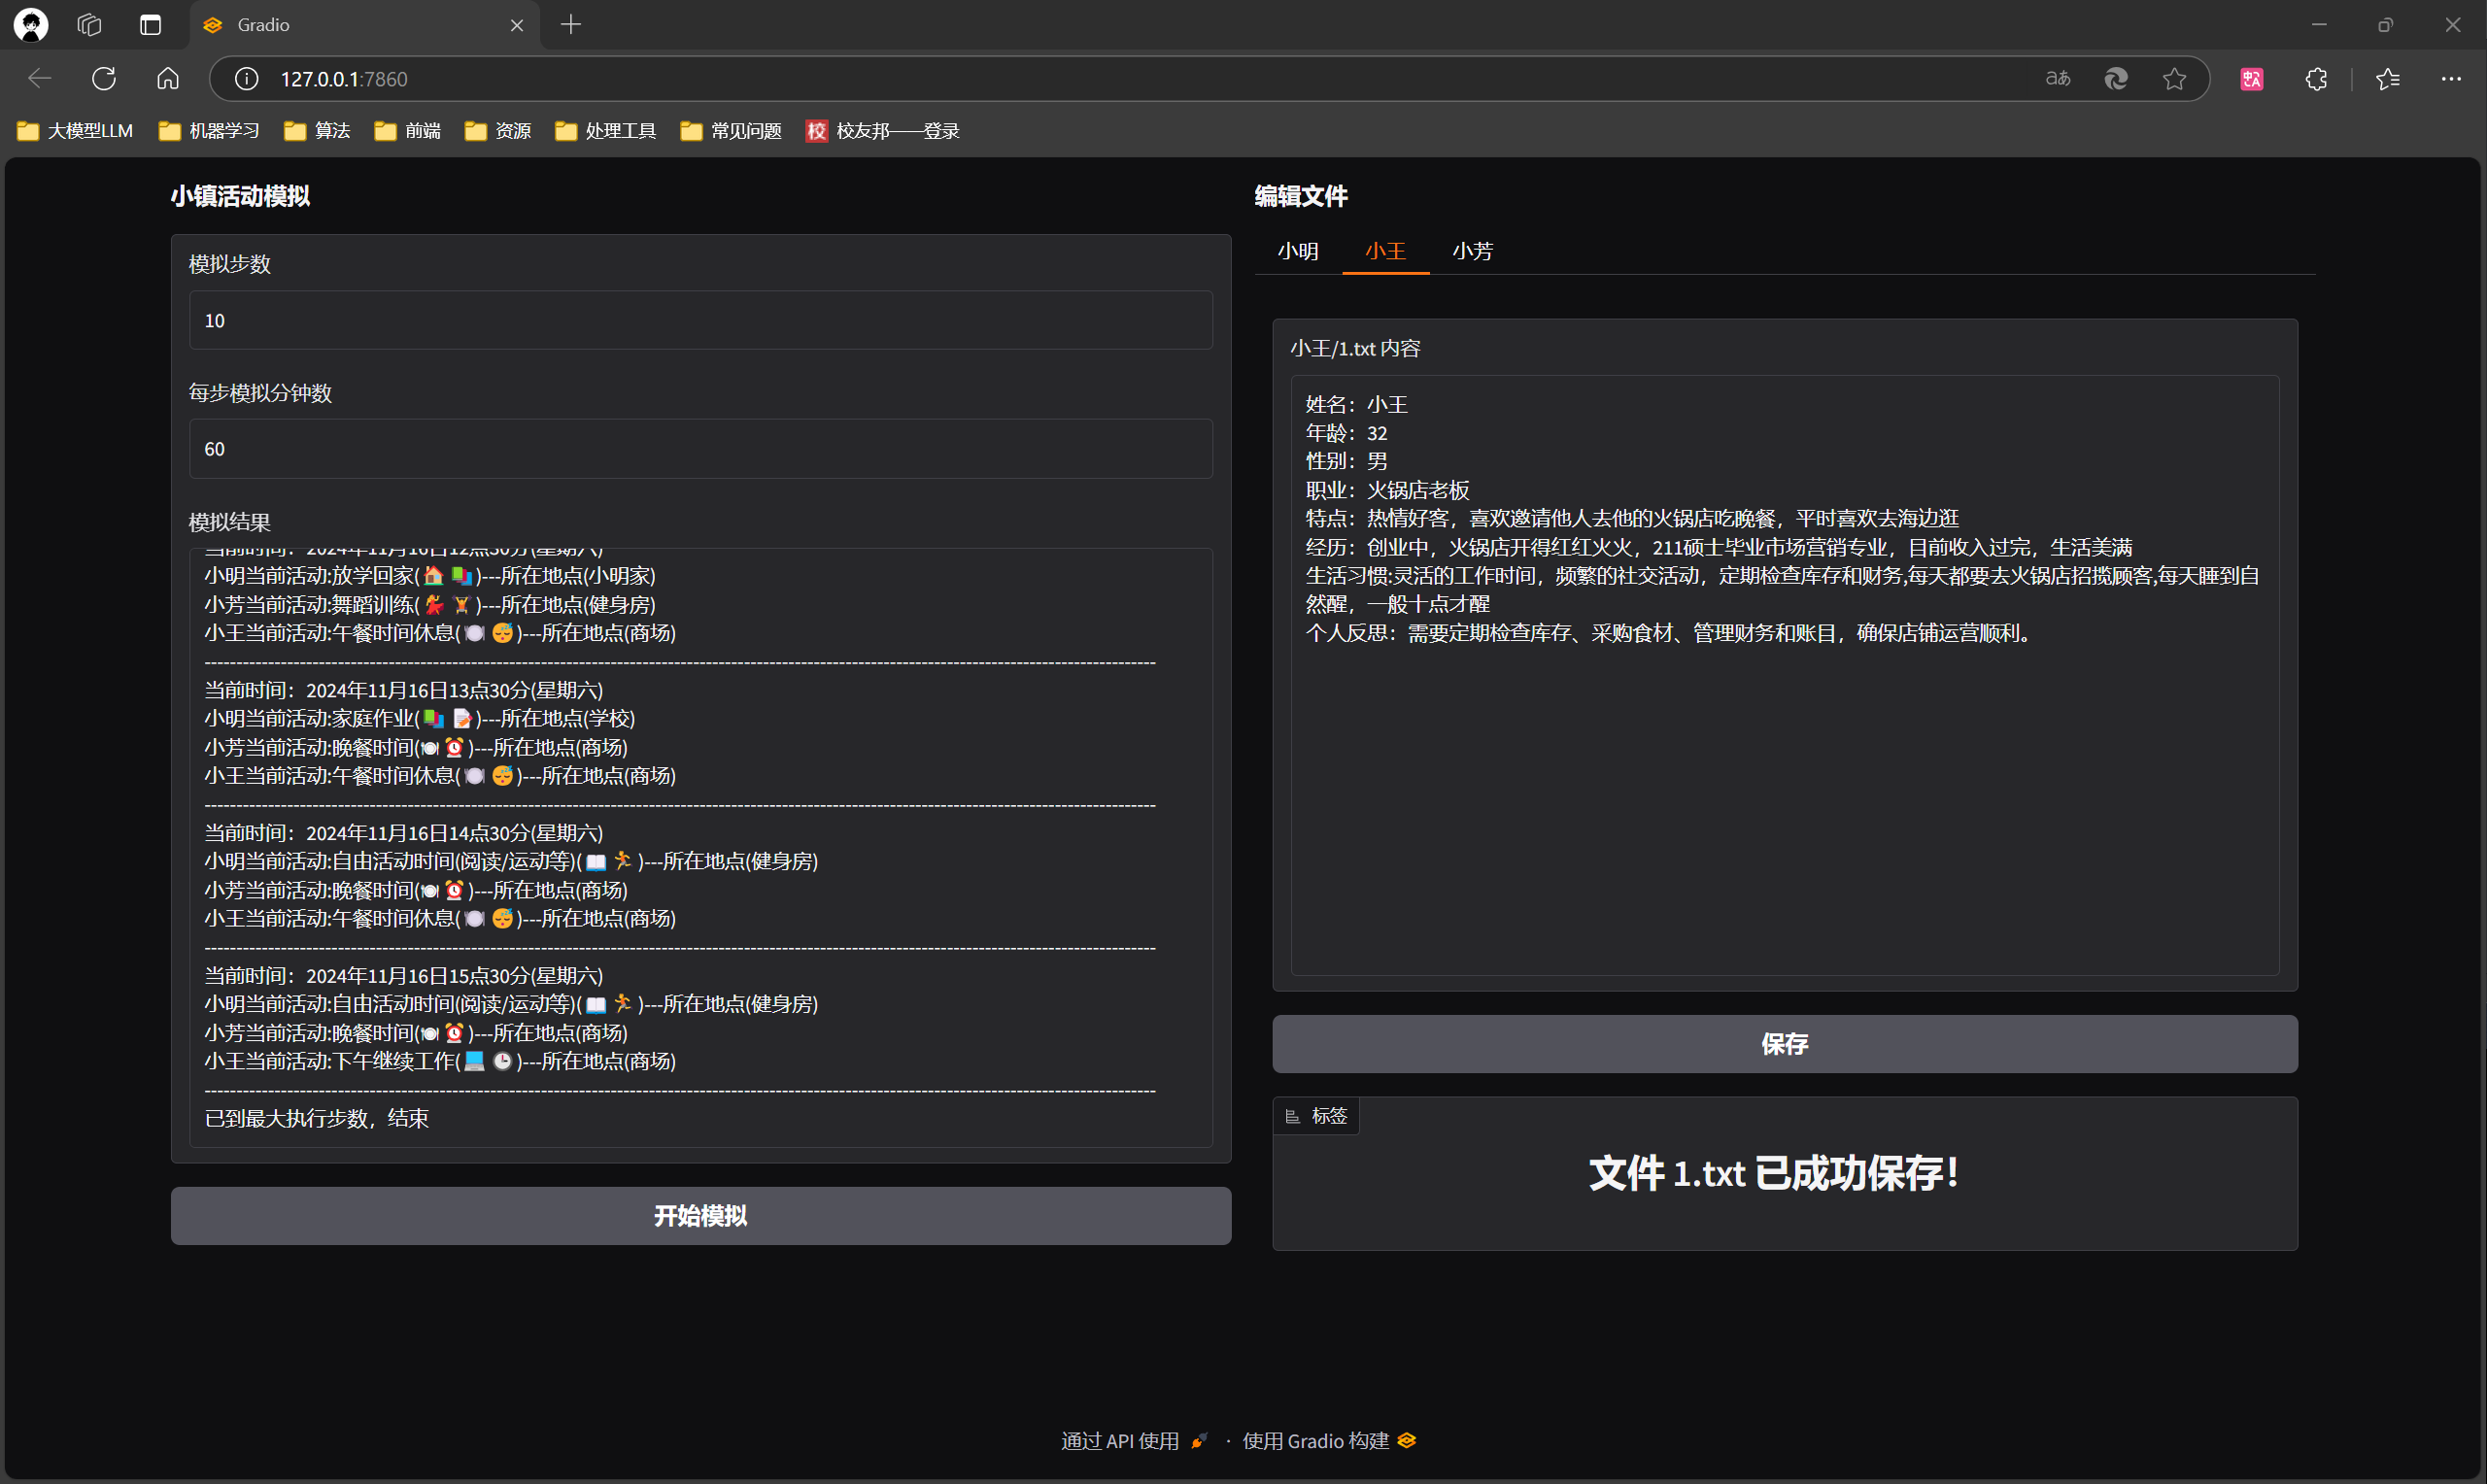 Gradio
127.0.0.1:7860
大模型LLM
机器学习
算法
前端
资源
处理工具
常见问题
校友邦——登录
小镇活动模拟
模拟步数
10
每步模拟分钟数
60
模拟结果
当前时间：2024年11月16日12点30分(星期六)
小明当前活动:放学回家(🏠 📚)---所在地点(小明家)
小芳当前活动:舞蹈训练(💃 🏋️)---所在地点(健身房)
小王当前活动:午餐时间休息(🍽️ 😴)---所在地点(商场)
当前时间：2024年11月16日13点30分(星期六)
小明当前活动:家庭作业(📚 📝)---所在地点(学校)
小芳当前活动:晚餐时间(🍽️ ⏰)---所在地点(商场)
小王当前活动:午餐时间休息(🍽️ 😴)---所在地点(商场)
当前时间：2024年11月16日14点30分(星期六)
小明当前活动:自由活动时间(阅读/运动等)(📖 🏃)---所在地点(健身房)
小芳当前活动:晚餐时间(🍽️ ⏰)---所在地点(商场)
小王当前活动:午餐时间休息(🍽️ 😴)---所在地点(商场)
当前时间：2024年11月16日15点30分(星期六)
小明当前活动:自由活动时间(阅读/运动等)(📖 🏃)---所在地点(健身房)
小芳当前活动:晚餐时间(🍽️ ⏰)---所在地点(商场)
小王当前活动:下午继续工作(💻 🕒)---所在地点(商场)
已到最大执行步数，结束
开始模拟
编辑文件
小明
小王
小芳
小王/1.txt 内容
姓名：小王
年龄：32
性别：男
职业：火锅店老板
特点：热情好客，喜欢邀请他人去他的火锅店吃晚餐，平时喜欢去海边逛
经历：创业中，火锅店开得红红火火，211硕士毕业市场营销专业，目前收入过完，生活美满
生活习惯:灵活的工作时间，频繁的社交活动，定期检查库存和财务,每天都要去火锅店招揽顾客,每天睡到自
然醒，一般十点才醒
个人反思：需要定期检查库存、采购食材、管理财务和账目，确保店铺运营顺利。
保存
标签
文件 1.txt 已成功保存！
通过 API 使用 · 使用 Gradio 构建